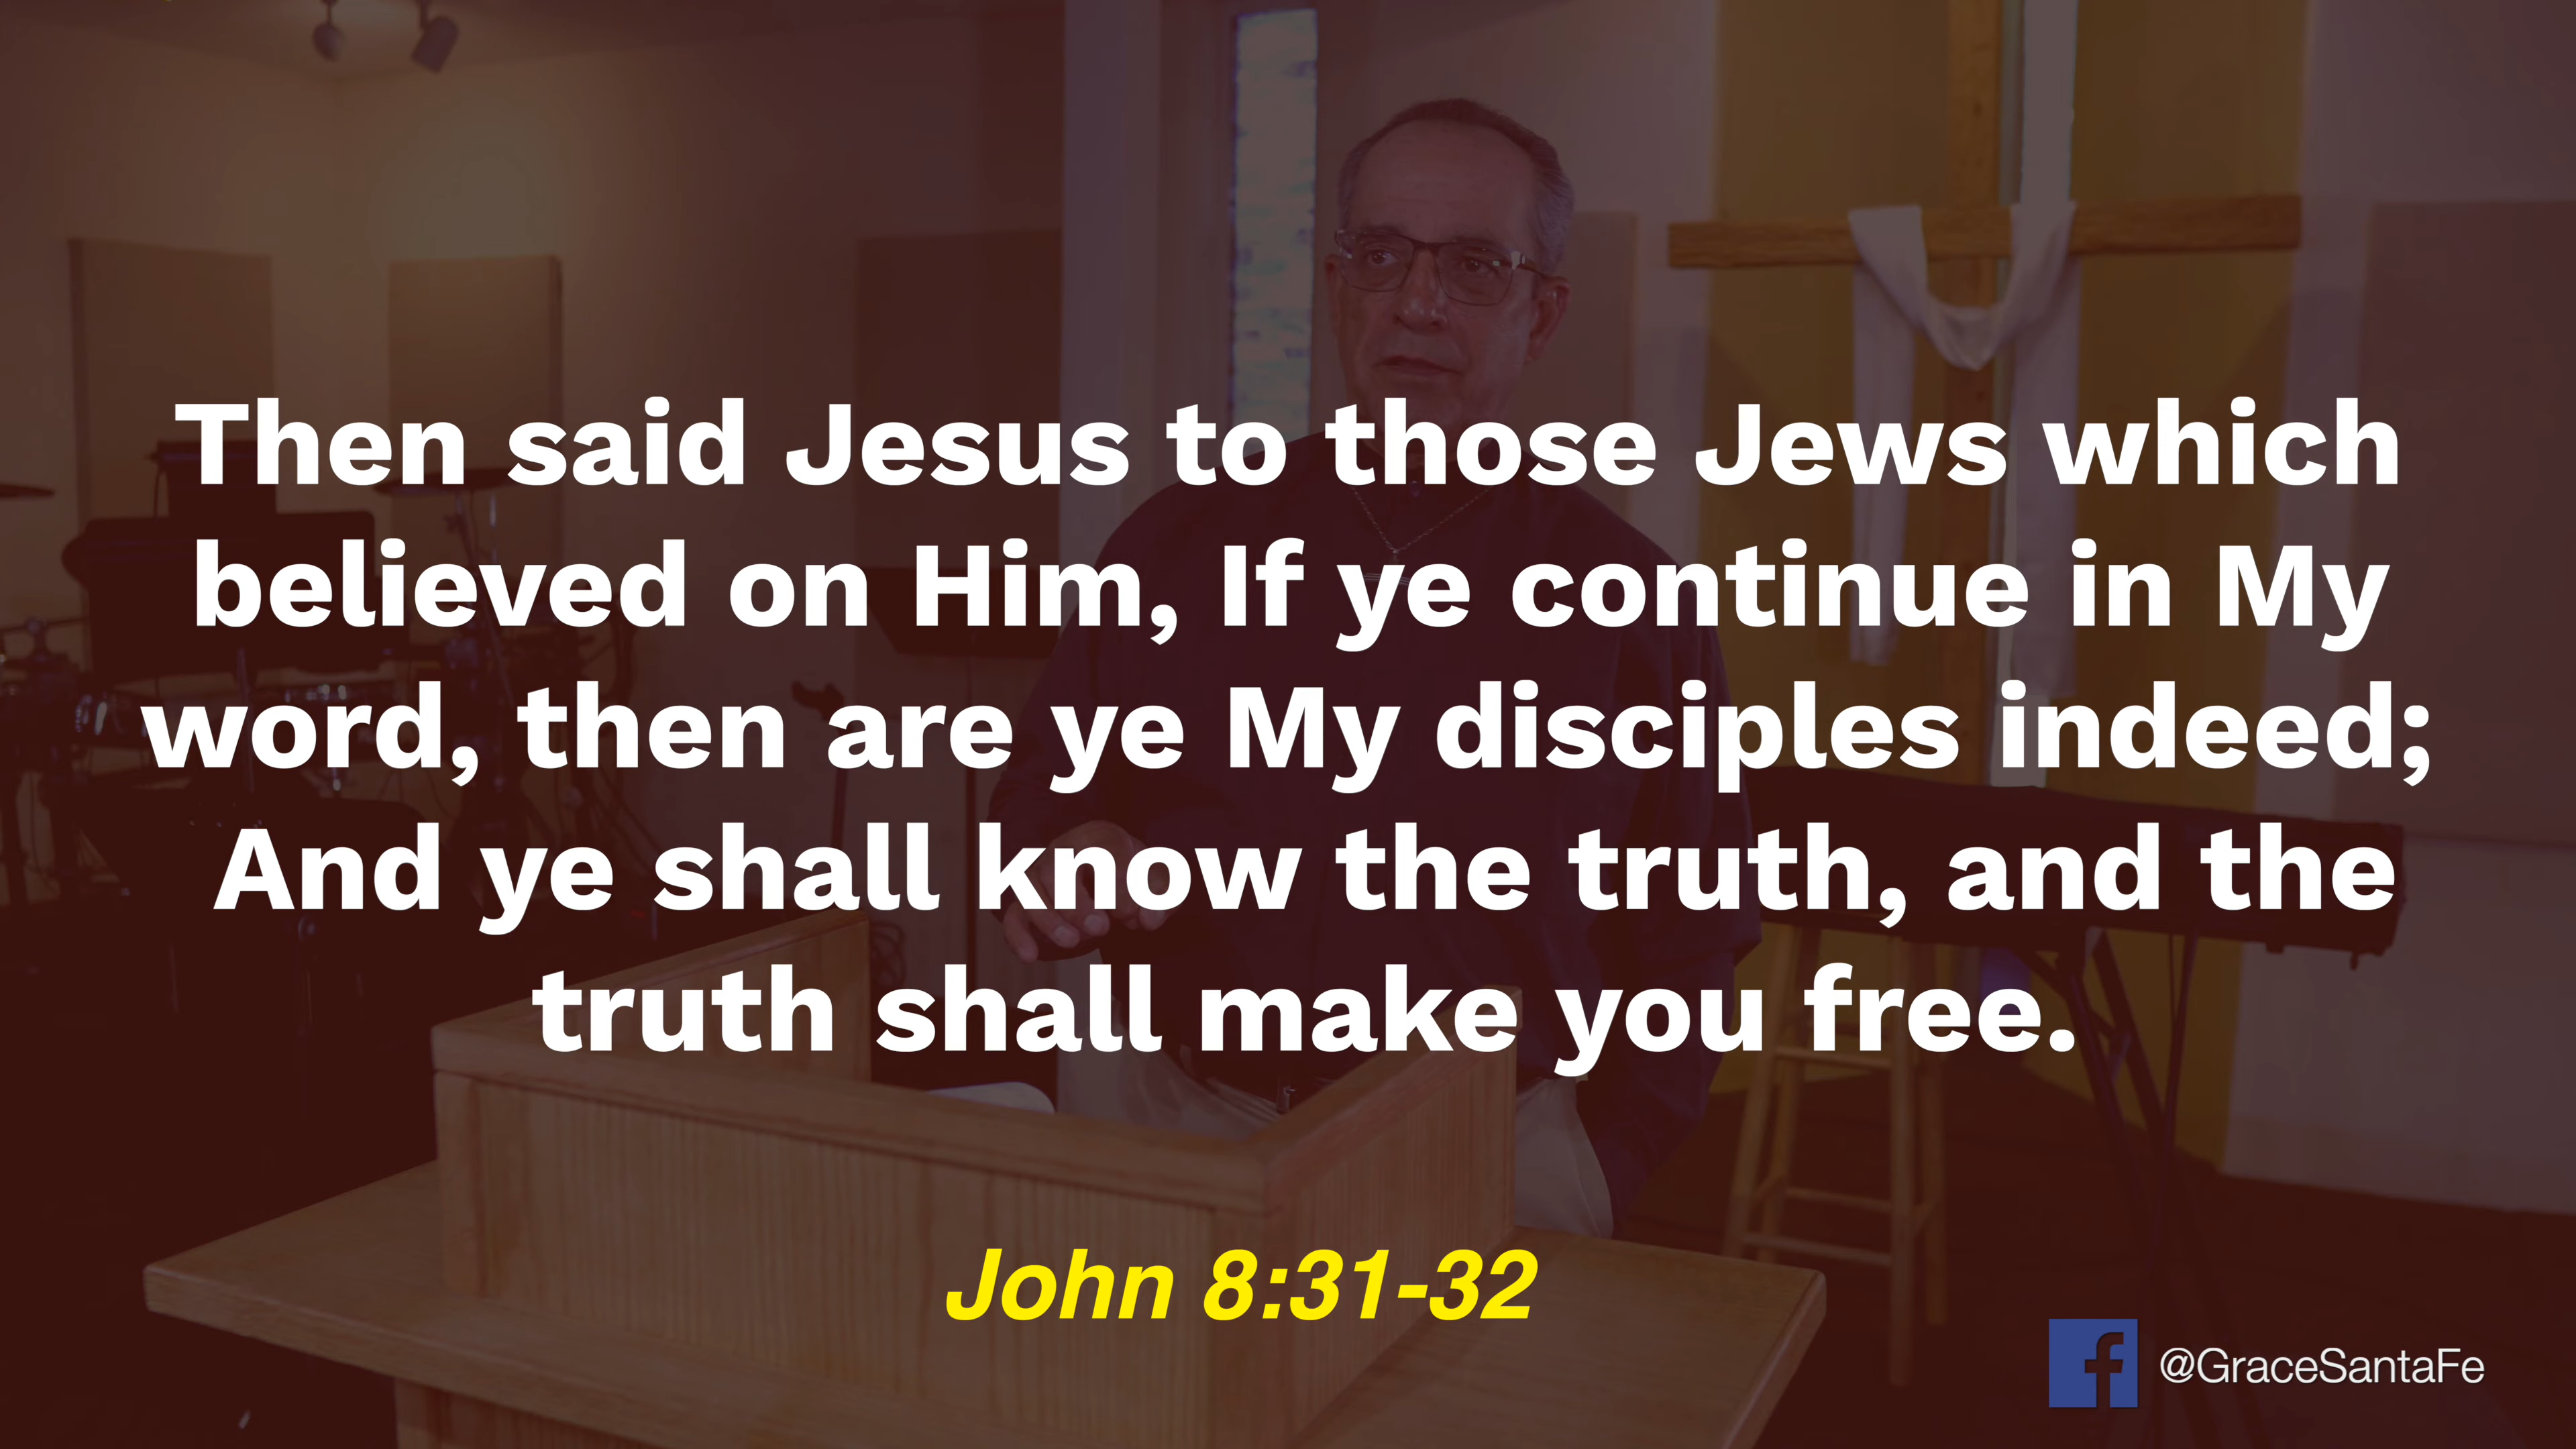 Then said Jesus to those Jews which
believed on Him, If ye continue in My
word, then are ye My disciples indeed;
And ye shall know the truth, and the
truth shall make you free.
John 8:31-32
@GraceSantaFe